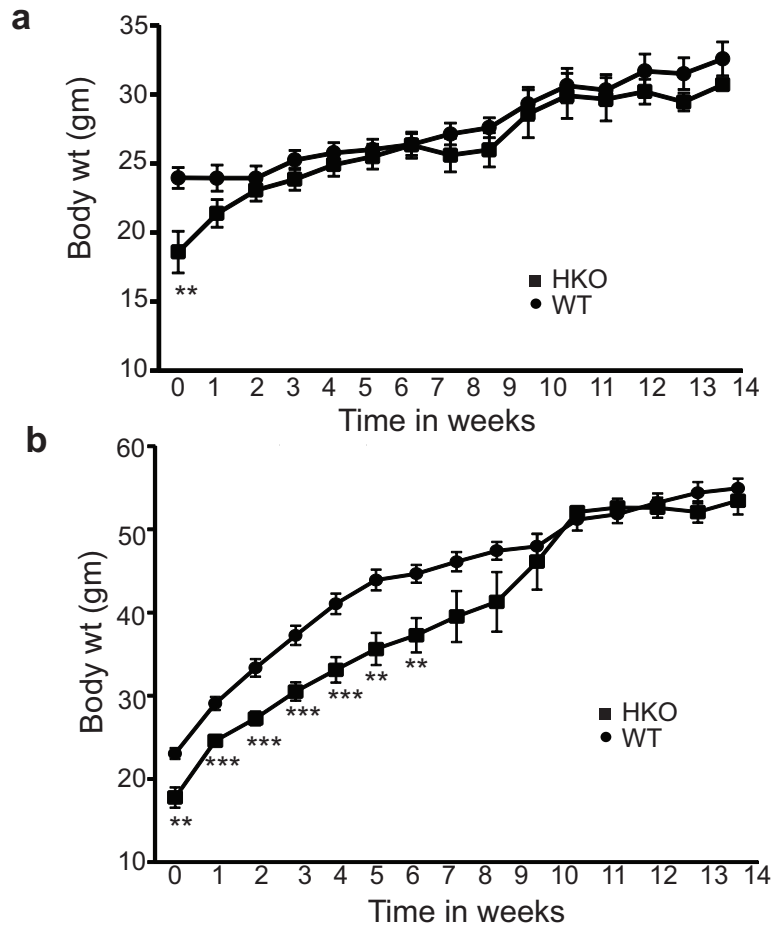 a
35
30
25
20
15
10
Body wt (gm)
**
HKO
WT
0 1 2 3 4 5 6 7 8 9 10 11 12 13 14
Time in weeks
b
60
50
40
30
20
10
Body wt (gm)
** *** *** *** *** ** **
HKO
WT
0 1 2 3 4 5 6 7 8 9 10 11 12 13 14
Time in weeks